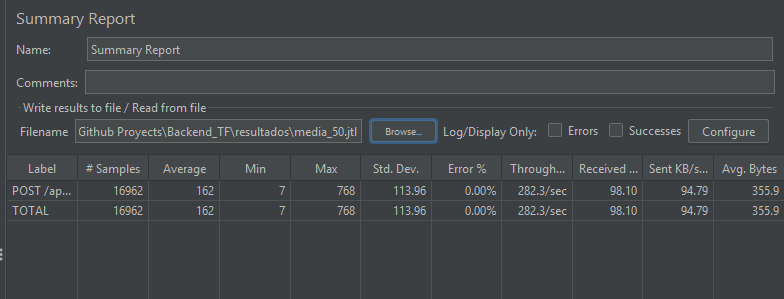 Summary Report
Name: Summary Report
Comments:
Write results to file / Read from file
Filename Github Proyects\Backend_TF\resultados\media_50.jtl Browse... Log/Display Only: Errors Successes Configure
Label # Samples Average Min Max Std. Dev. Error % Through... Received ... Sent KB/s... Avg. Bytes
POST /ap... 16962 162 7 768 113.96 0.00% 282.3/sec 98.10 94.79 355.9
TOTAL 16962 162 7 768 113.96 0.00% 282.3/sec 98.10 94.79 355.9